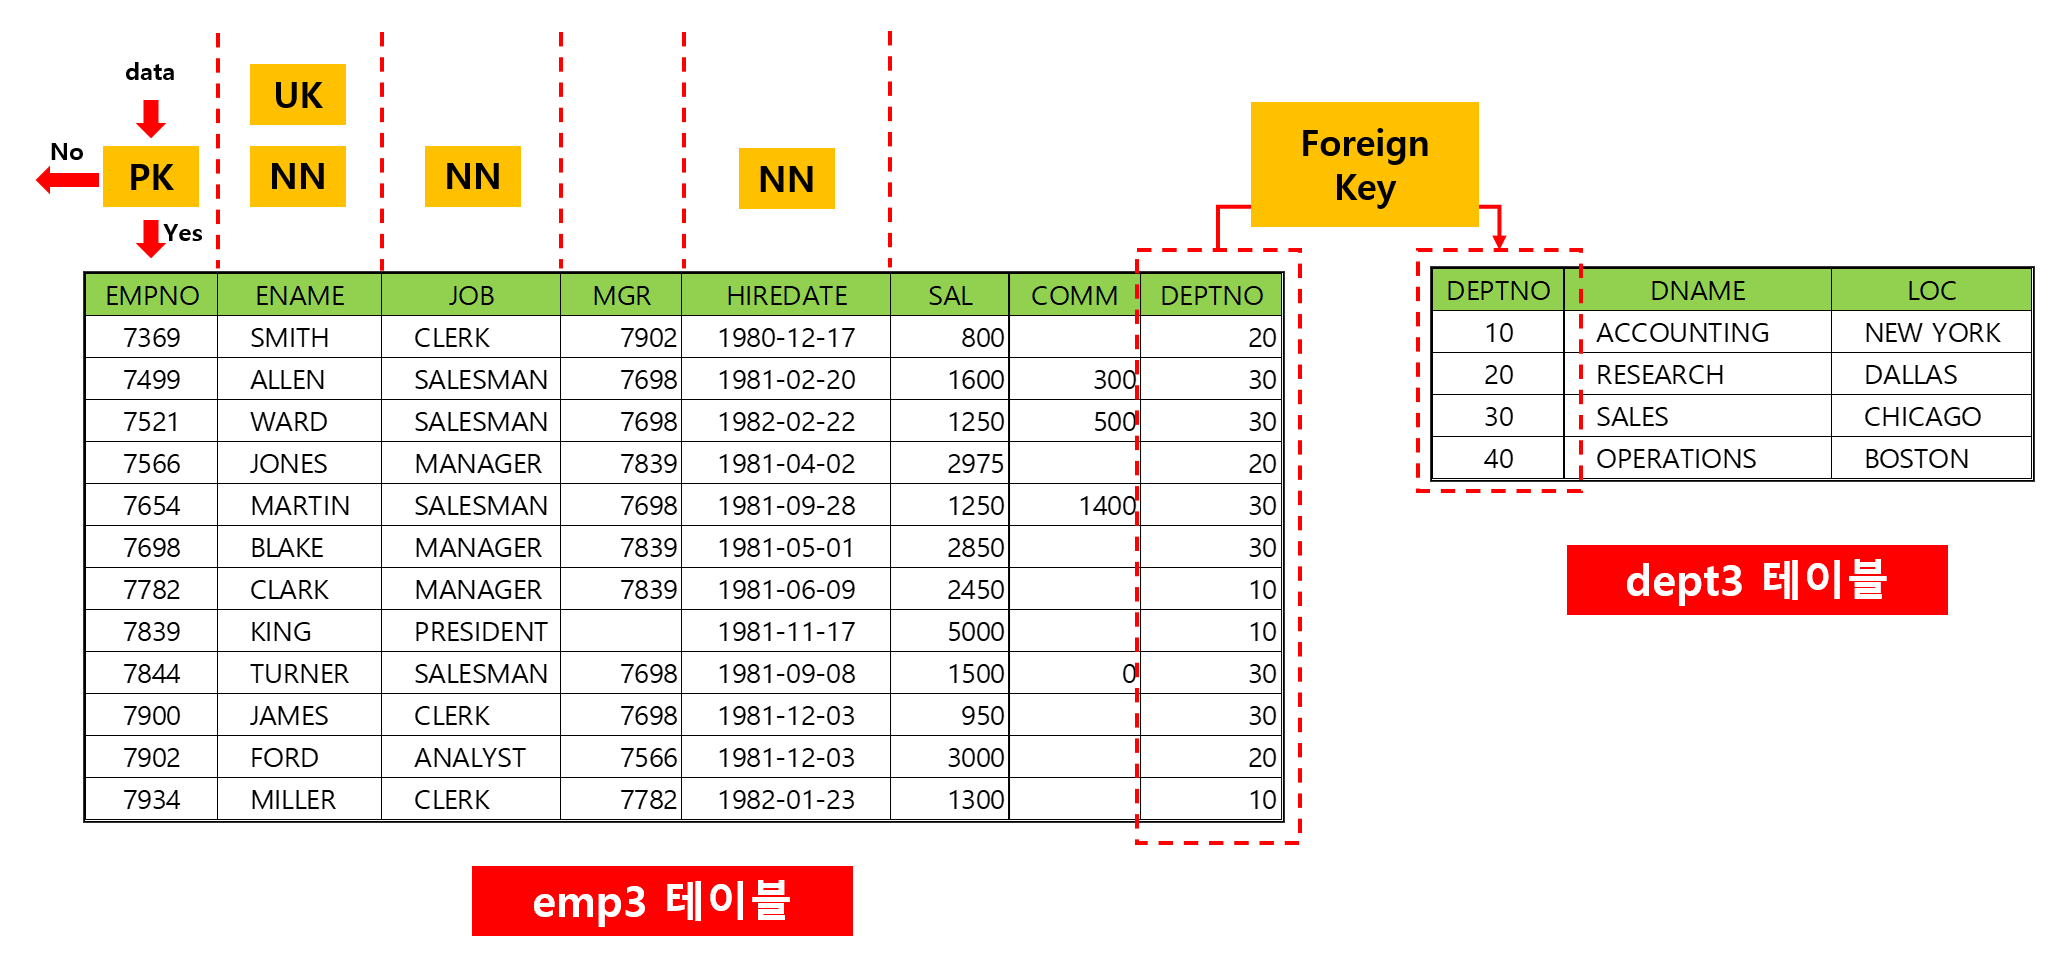 data
UK
No
PK
NN
NN
NN
Yes
Foreign
Key
EMPNO ENAME JOB MGR HIREDATE SAL COMM DEPTNO
7369 SMITH CLERK 7902 1980-12-17 800 20
7499 ALLEN SALESMAN 7698 1981-02-20 1600 300 30
7521 WARD SALESMAN 7698 1982-02-22 1250 500 30
7566 JONES MANAGER 7839 1981-04-02 2975 20
7654 MARTIN SALESMAN 7698 1981-09-28 1250 1400 30
7698 BLAKE MANAGER 7839 1981-05-01 2850 30
7782 CLARK MANAGER 7839 1981-06-09 2450 10
7839 KING PRESIDENT 1981-11-17 5000 10
7844 TURNER SALESMAN 7698 1981-09-08 1500 0 30
7900 JAMES CLERK 7698 1981-12-03 950 30
7902 FORD ANALYST 7566 1981-12-03 3000 20
7934 MILLER CLERK 7782 1982-01-23 1300 10
emp3 테이블
DEPTNO DNAME LOC
10 ACCOUNTING NEW YORK
20 RESEARCH DALLAS
30 SALES CHICAGO
40 OPERATIONS BOSTON
dept3 테이블